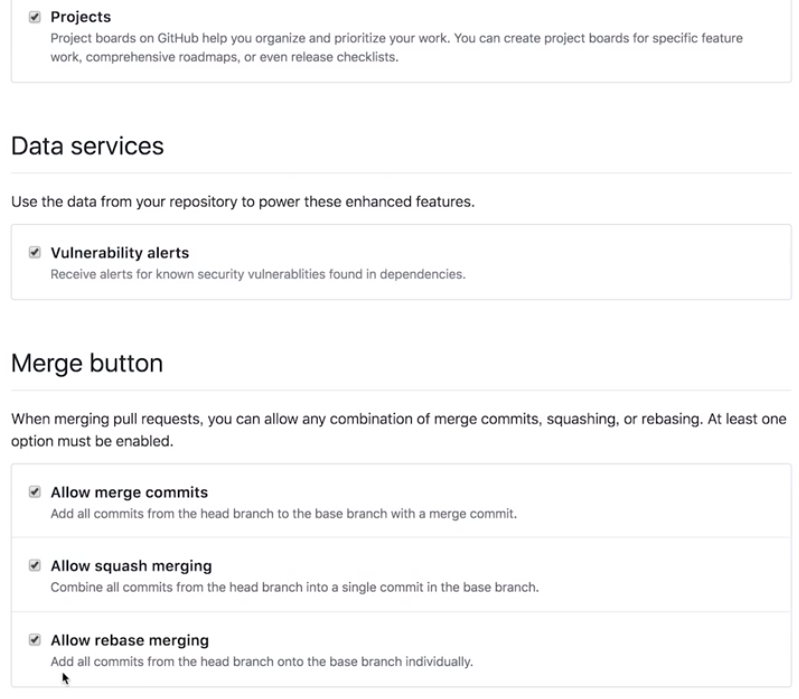 Projects
Project boards on GitHub help you organize and prioritize your work. You can create project boards for specific feature
work, comprehensive roadmaps, or even release checklists.
Data services
Use the data from your repository to power these enhanced features.
Vulnerability alerts
Receive alerts for known security vulnerablities found in dependencies.
Merge button
When merging pull requests, you can allow any combination of merge commits, squashing, or rebasing. At least one
option must be enabled.
Allow merge commits
Add all commits from the head branch to the base branch with a merge commit.
Allow squash merging
Combine all commits from the head branch into a single commit in the base branch.
Allow rebase merging
Add all commits from the head branch onto the base branch individually.